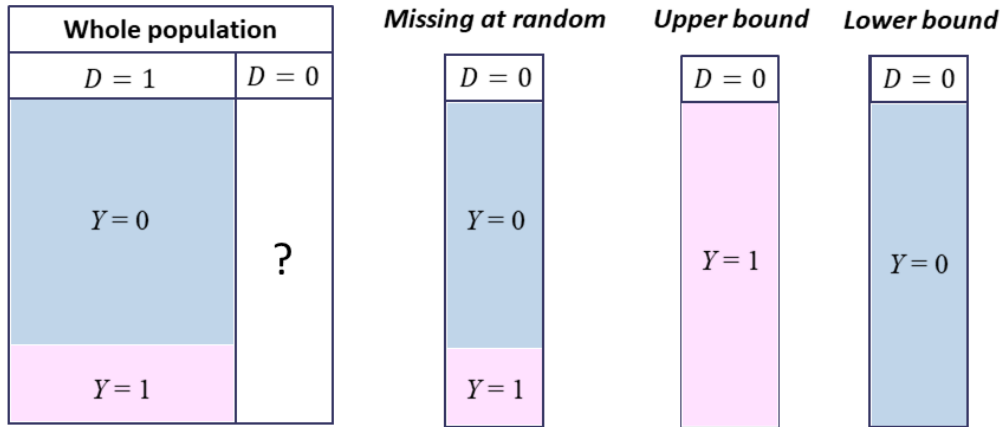 Whole population
D = 1
D = 0
Y = 0
?
Y = 1
Missing at random
D = 0
Y = 0
Y = 1
Upper bound
D = 0
Y = 1
Lower bound
D = 0
Y = 0